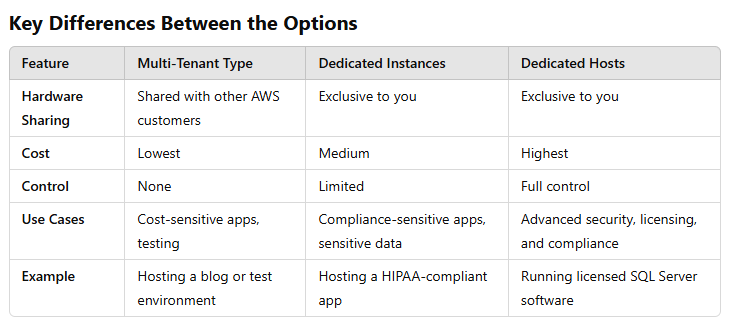 Key Differences Between the Options
Feature Multi-Tenant Type Dedicated Instances Dedicated Hosts
Hardware Shared with other AWS Exclusive to you Exclusive to you
Sharing customers
Cost Lowest Medium Highest
Control None Limited Full control
Use Cases Cost-sensitive apps, Compliance-sensitive apps, Advanced security, licensing,
testing sensitive data and compliance
Example Hosting a blog or test Hosting a HIPAA-compliant Running licensed SQL Server
environment app software